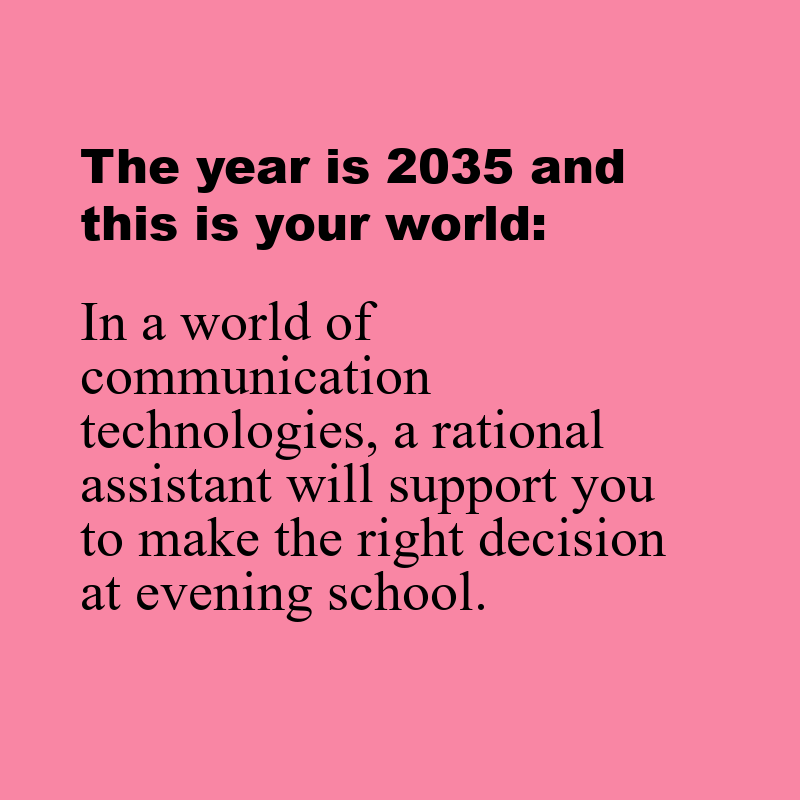 The year is 2035 and
this is your world:
In a world of
communication
technologies, a rational
assistant will support you
to make the right decision
at evening school.